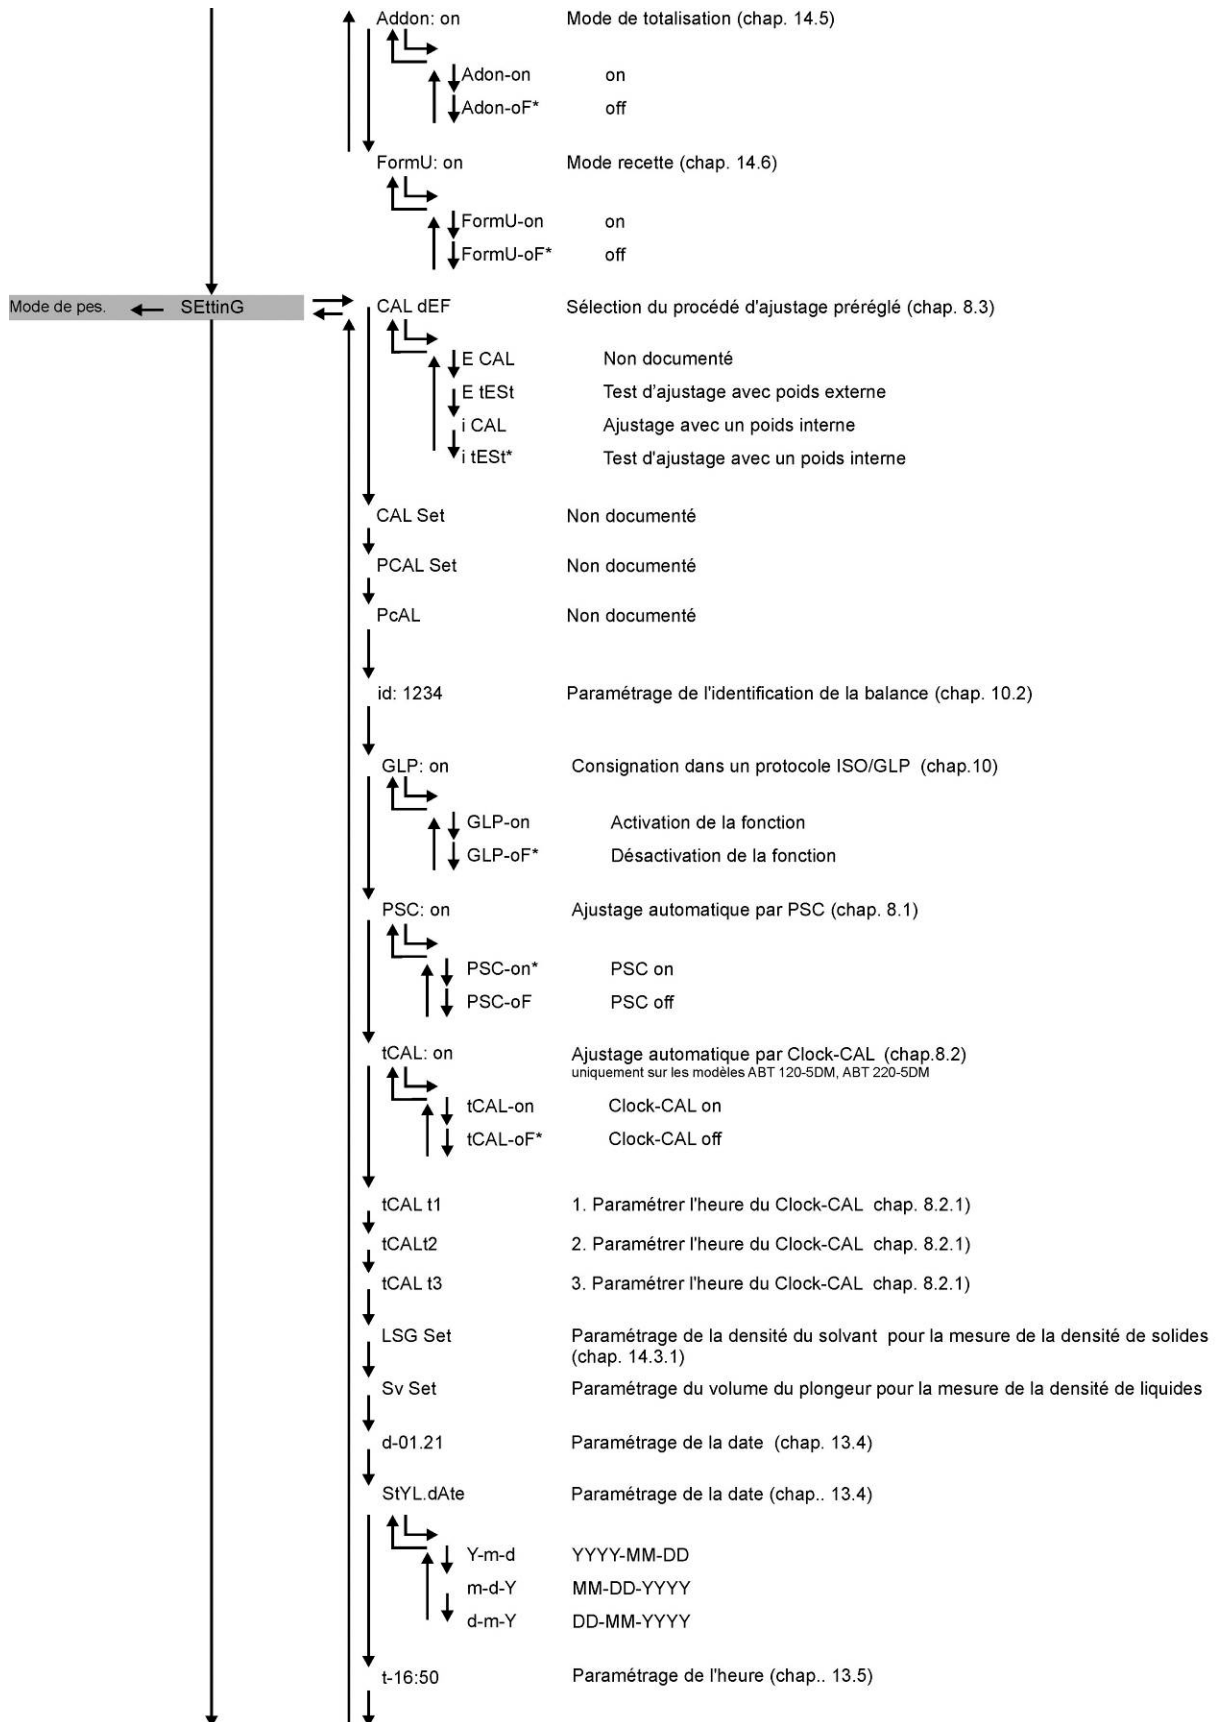 Addon: on Mode de totalisation (chap. 14.5)
Adon-on on
Adon-oF* off
FormU: on Mode recette (chap. 14.6)
FormU-on on
FormU-oF* off
Mode de pes. SEttinG CAL dEF Sélection du procédé d'ajustage préréglé (chap. 8.3)
E CAL Non documenté
E tESt Test d’ajustage avec poids externe
i CAL Ajustage avec un poids interne
i tESt* Test d'ajustage avec un poids interne
CAL Set Non documenté
PCAL Set Non documenté
PcAL Non documenté
id: 1234 Paramétrage de l'identification de la balance (chap. 10.2)
GLP: on Consignation dans un protocole ISO/GLP (chap.10)
GLP-on Activation de la fonction
GLP-oF* Désactivation de la fonction
PSC: on Ajustage automatique par PSC (chap. 8.1)
PSC-on* PSC on
PSC-oF PSC off
tCAL: on Ajustage automatique par Clock-CAL (chap.8.2)
uniquement sur les modèles ABT 120-5DM, ABT 220-5DM
tCAL-on Clock-CAL on
tCAL-oF* Clock-CAL off
tCAL t1 1. Paramétrer l'heure du Clock-CAL chap. 8.2.1)
tCALt2 2. Paramétrer l'heure du Clock-CAL chap. 8.2.1)
tCAL t3 3. Paramétrer l'heure du Clock-CAL chap. 8.2.1)
LSG Set Paramétrage de la densité du solvant pour la mesure de la densité de solides
(chap. 14.3.1)
Sv Set Paramétrage du volume du plongeur pour la mesure de la densité de liquides
d-01.21 Paramétrage de la date (chap. 13.4)
StYL.dAte Paramétrage de la date (chap.. 13.4)
Y-m-d YYYY-MM-DD
m-d-Y MM-DD-YYYY
d-m-Y DD-MM-YYYY
t-16:50 Paramétrage de l'heure (chap.. 13.5)